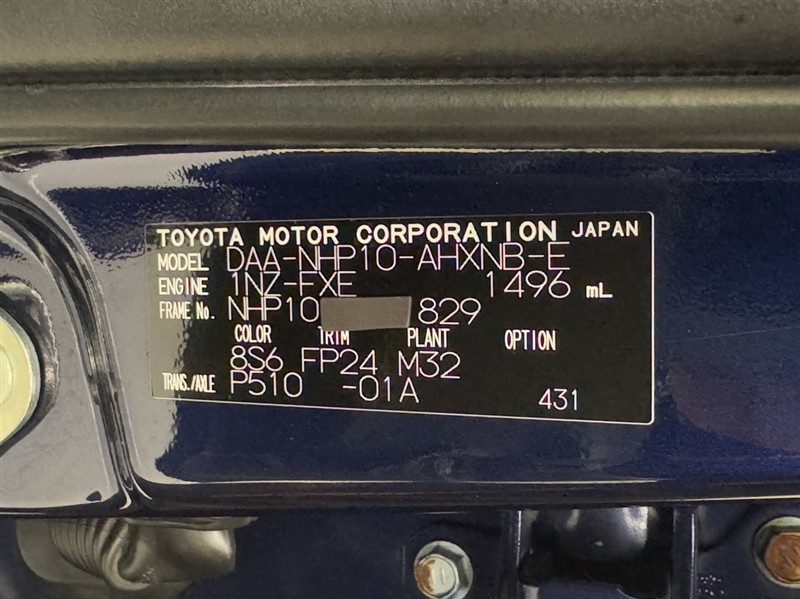 TOYOTA MOTOR CORPORATION JAPAN
MODEL DAA-NHP10-AHXNB-E
ENGINE 1NZ-FXE 1496 mL
FRAME No. NHP10 829
COLOR TRIM PLANT OPTION
8S6 FP24 M32
TRANS./AXLE P510 -01A 431